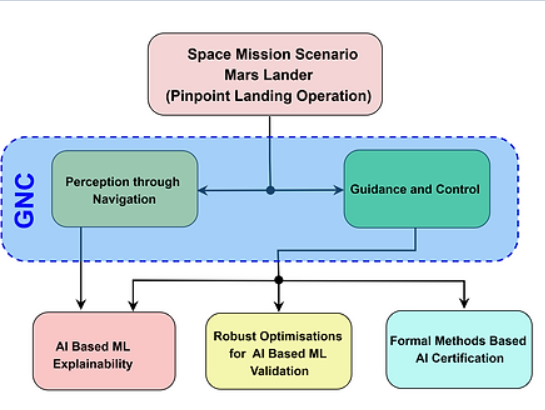 Space Mission Scenario
Mars Lander
(Pinpoint Landing Operation)
GNC
Perception through
Navigation
Guidance and Control
AI Based ML
Explainability
Robust Optimisations
for AI Based ML
Validation
Formal Methods Based
AI Certification